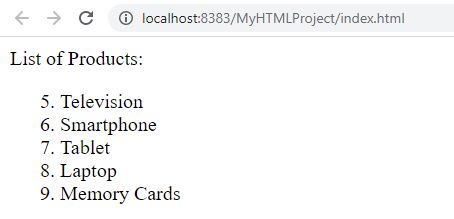 localhost:8383/MyHTMLProject/index.html
List of Products:
5. Television
6. Smartphone
7. Tablet
8. Laptop
9. Memory Cards